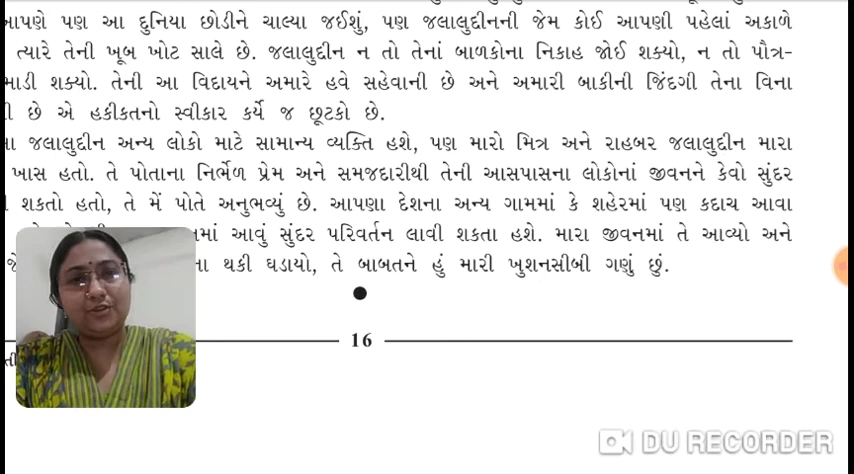 આપણે પણ આ દુનિયા છોડીને ચાલ્યા જઈશું, પણ જલાલુદ્દીનની જેમ કોઈ આપણી પહેલાં અકાળે
ત્યારે તેની ખૂબ ખોટ સાલે છે. જલાલુદ્દીન ન તો તેનાં બાળકોના નિકાહ જોઈ શક્યો, ન તો પૌત્ર-
માડી શક્યો. તેની આ વિદાયને અમારે હવે સહેવાની છે અને અમારી બાકીની જિંદગી તેના વિના
છે એ હકીકતનો સ્વીકાર કર્યે જ છૂટકો છે.
જલાલુદ્દીન અન્ય લોકો માટે સામાન્ય વ્યક્તિ હશે, પણ મારો મિત્ર અને રાહબર જલાલુદ્દીન મારા
ખાસ હતો. તે પોતાના નિર્ભેળ પ્રેમ અને સમજદારીથી તેની આસપાસના લોકોનાં જીવનને કેવો સુંદર
શકતો હતો, તે મેં પોતે અનુભવ્યું છે. આપણા દેશના અન્ય ગામમાં કે શહેરમાં પણ કદાચ આવા
આવું સુંદર પરિવર્તન લાવી શકતા હશે. મારા જીવનમાં તે આવ્યો અને
થકી ઘડાયો, તે બાબતને હું મારી ખુશનસીબી ગણું છું.
16
DU RECORDER